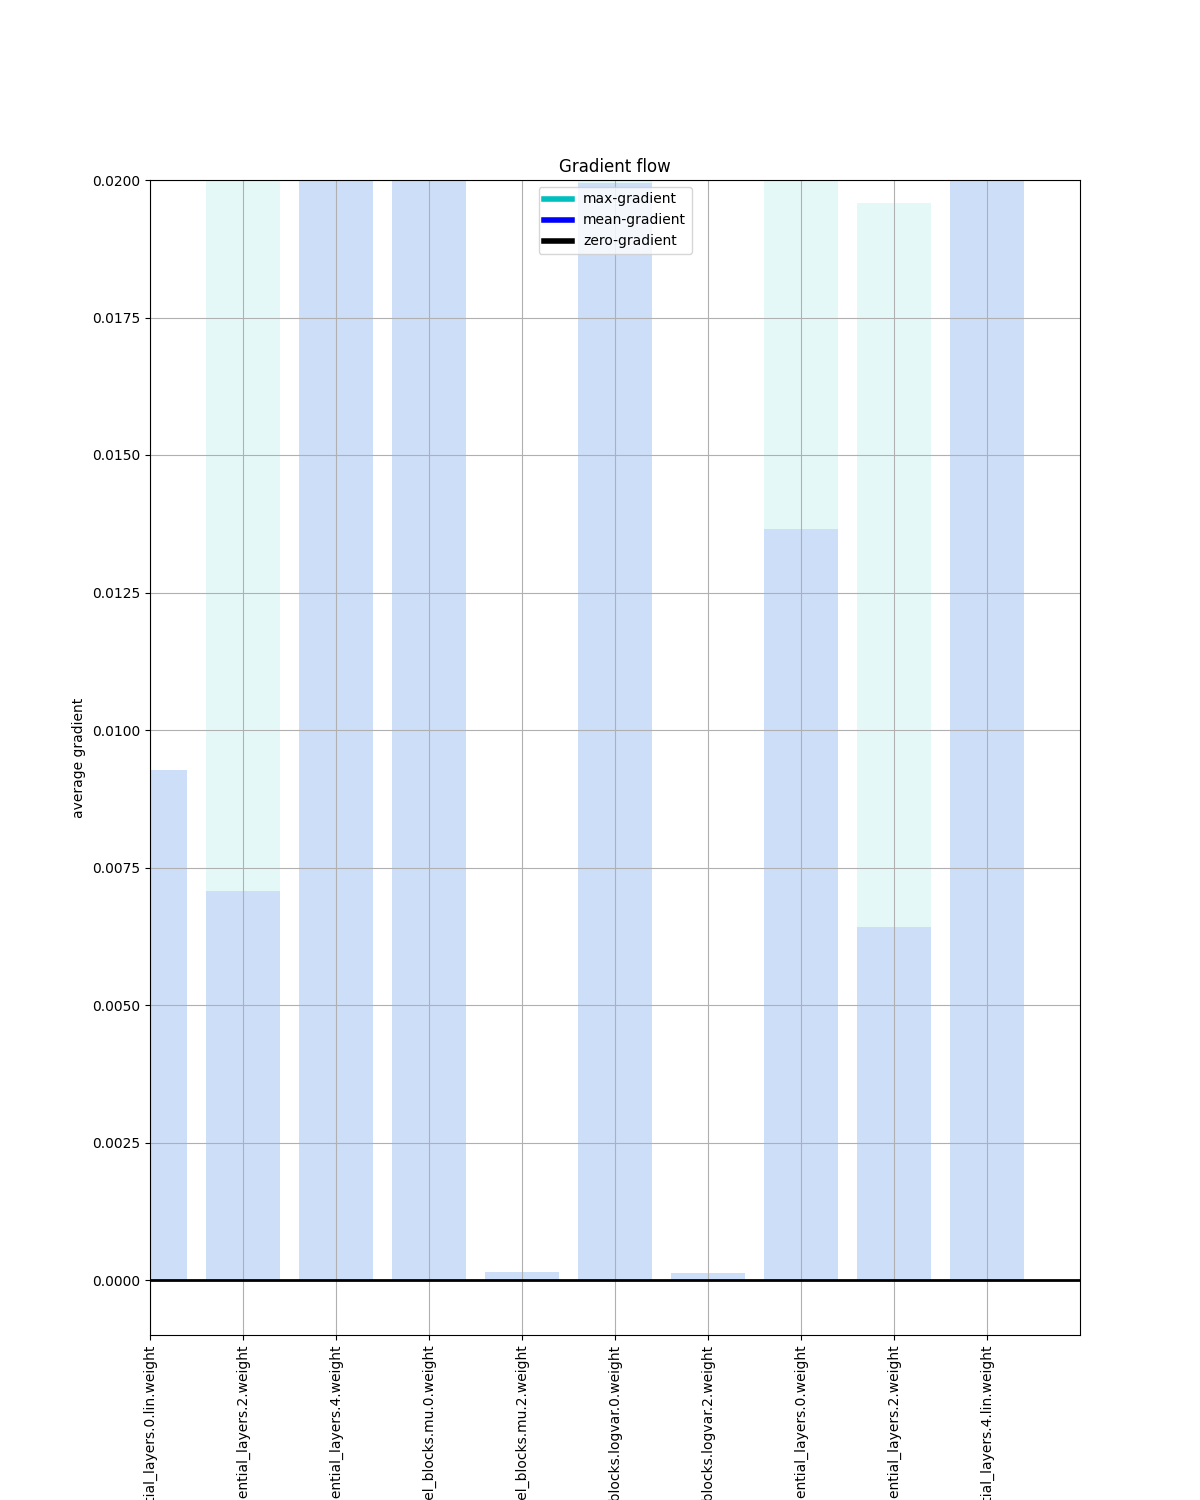 Gradient flow
max-gradient
mean-gradient
zero-gradient
0.0200
0.0175
0.0150
0.0125
0.0100
0.0075
0.0050
0.0025
0.0000
average gradient
tial_layers.0.lin.weight
ential_layers.2.weight
ential_layers.4.weight
el_blocks.mu.0.weight
el_blocks.mu.2.weight
blocks.logvar.0.weight
blocks.logvar.2.weight
ential_layers.0.weight
ential_layers.2.weight
tial_layers.4.lin.weight